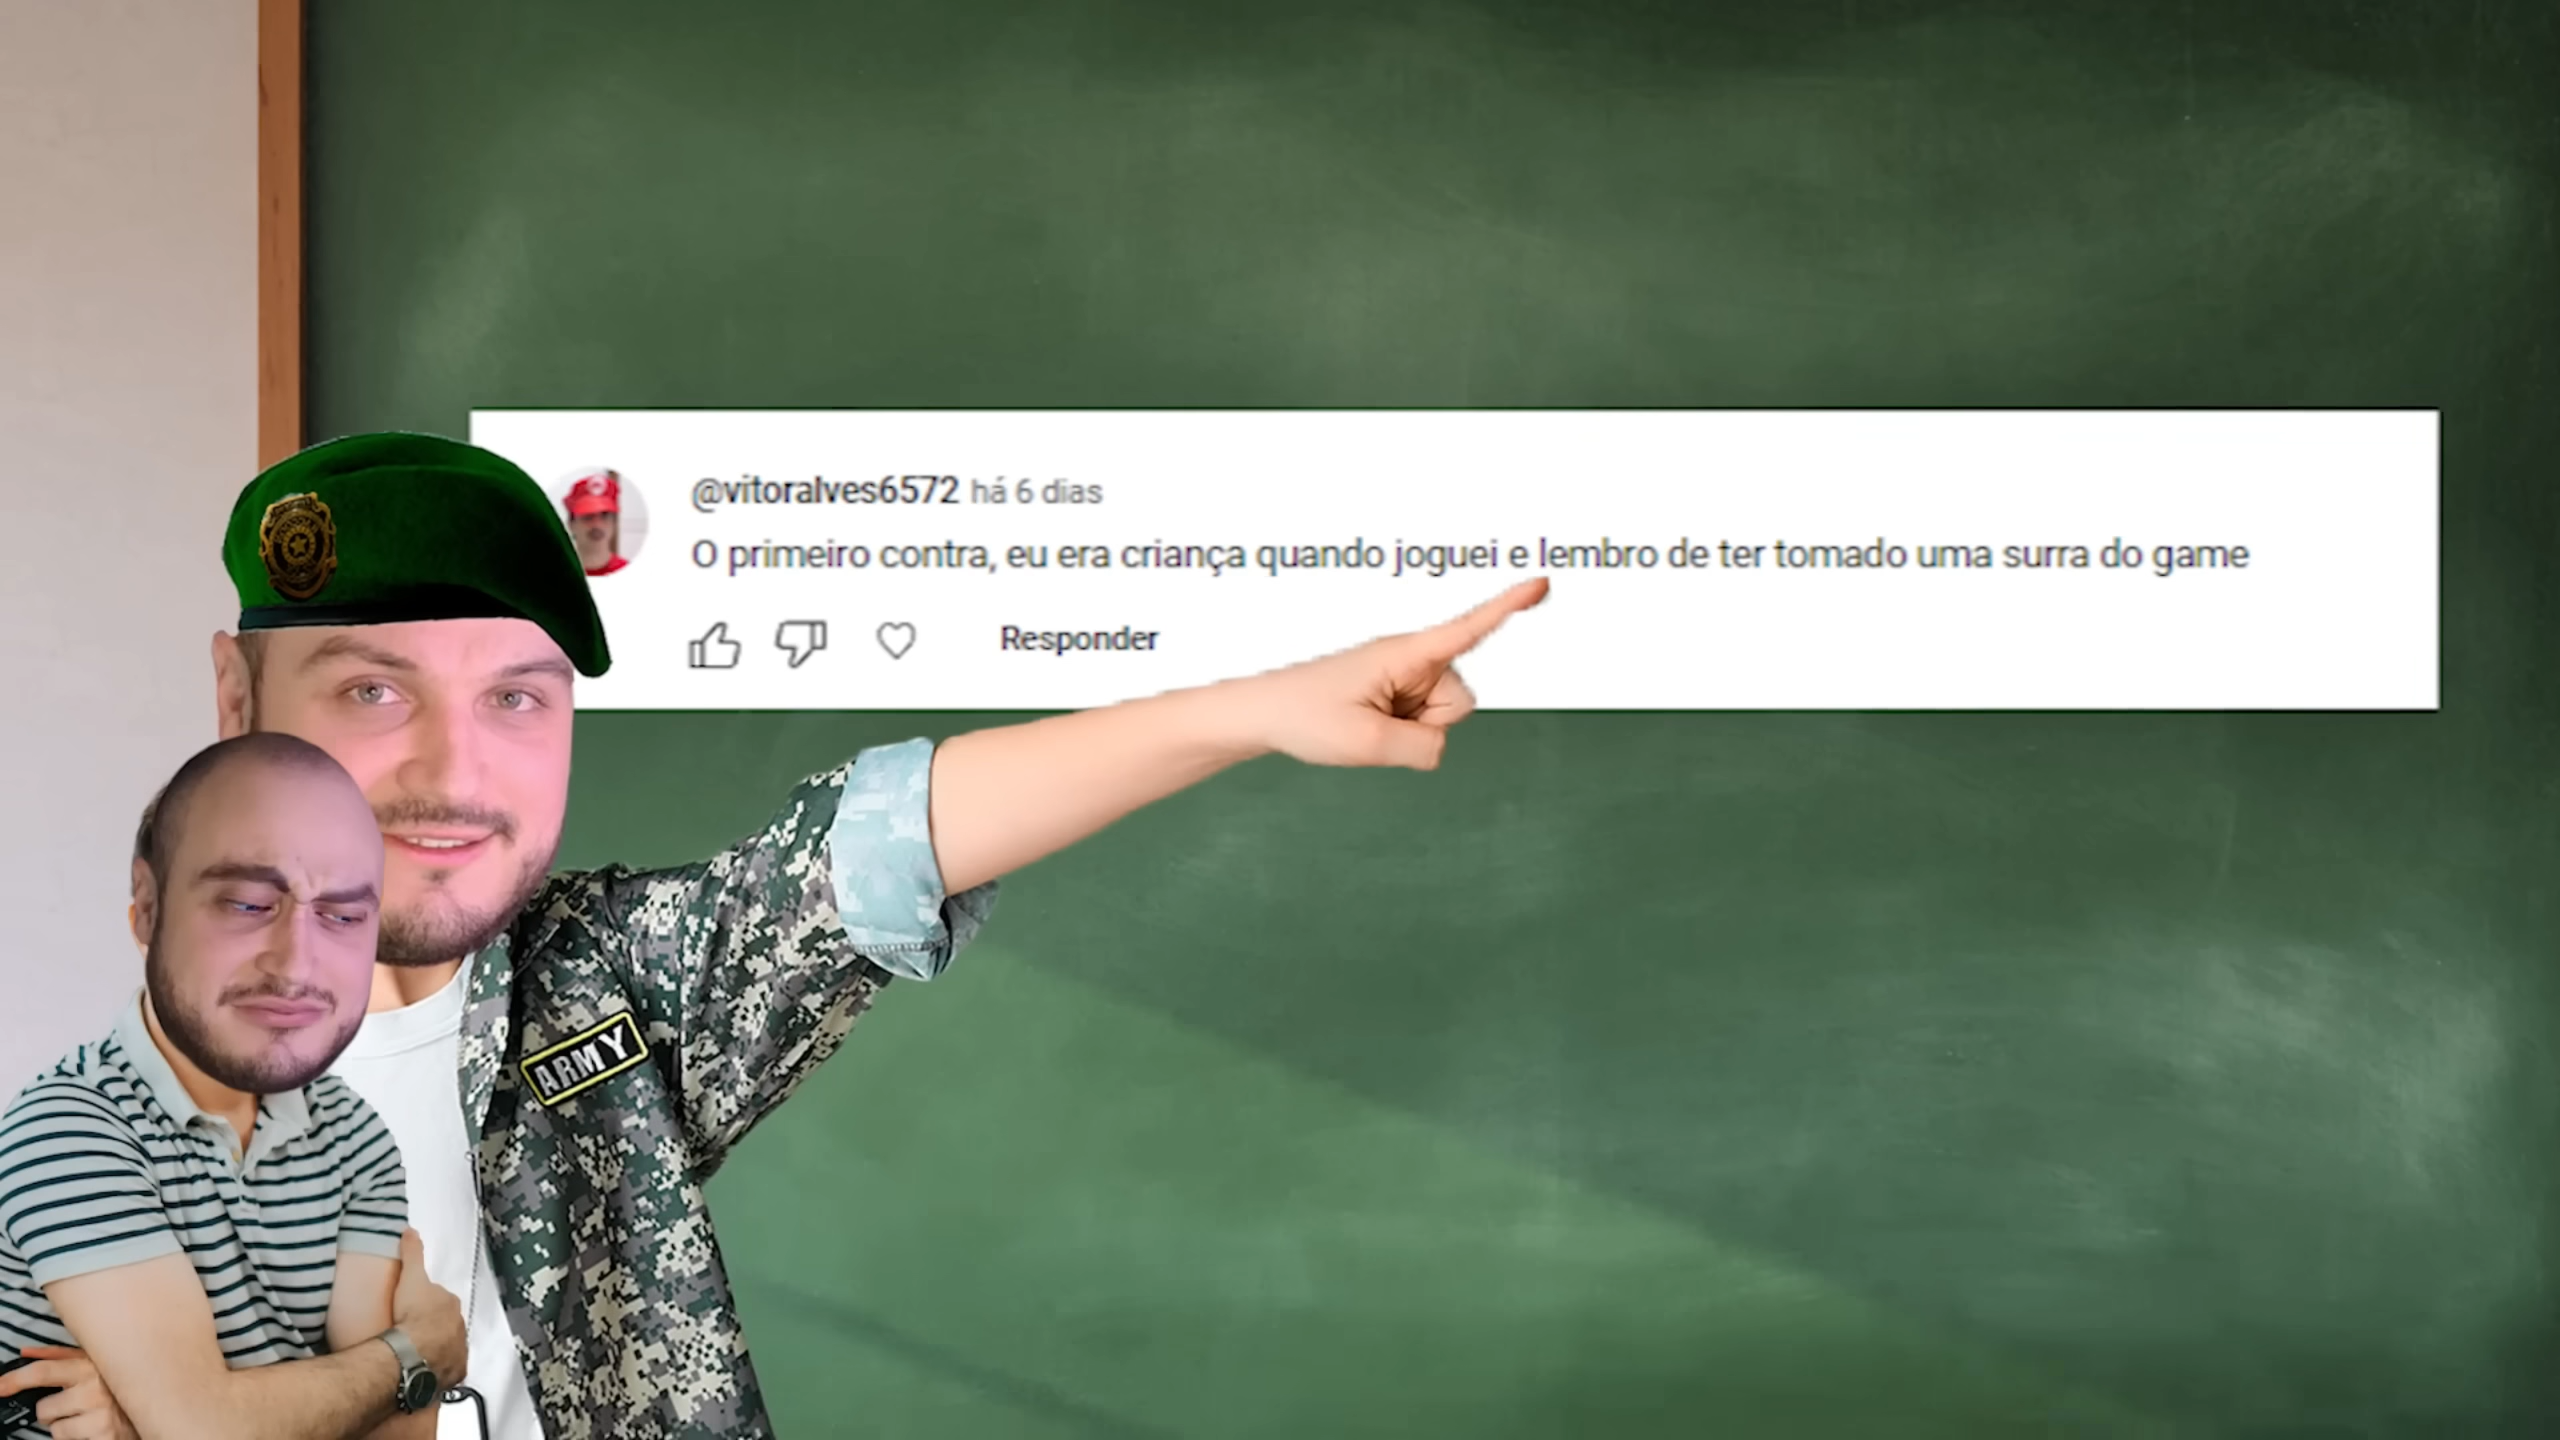 @vitoralves6572 há 6 dias
O primeiro contra, eu era criança quando joguei e lembro de ter tomado uma surra do game
Responder
ARMY